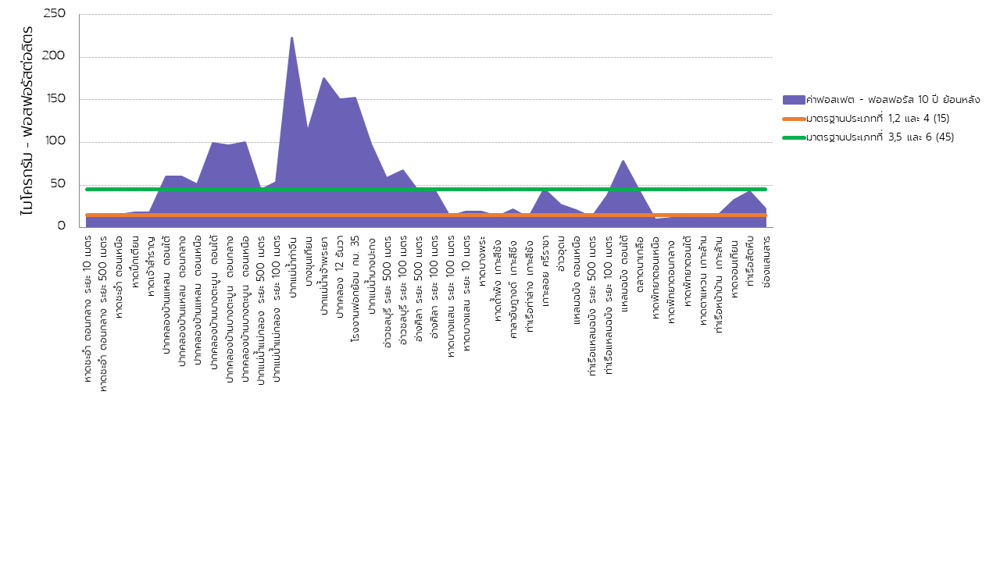 250
200
150
100
50
0
ไมโครกรัม - ฟอสฟอรัสต่อลิตร
ค่าฟอสเฟต - ฟอสฟอรัส 10 ปี ย้อนหลัง
มาตรฐานประเภทที่ 1,2 และ 4 (15)
มาตรฐานประเภทที่ 3,5 และ 6 (45)
หาดชะอำ ตอนกลาง ระยะ 10 เมตร
หาดชะอำ ตอนกลาง ระยะ 500 เมตร
หาดชะอำ ตอนเหนือ
หาดปึกเตียน
หาดเจ้าสำราญ
ปากคลองบ้านแหลม ตอนใต้
ปากคลองบ้านแหลม ตอนกลาง
ปากคลองบ้านแหลม ตอนเหนือ
ปากคลองบ้านบางตะบูน ตอนใต้
ปากคลองบ้านบางตะบูน ตอนกลาง
ปากคลองบ้านบางตะบูน ตอนเหนือ
ปากแม่น้ำแม่กลอง ระยะ 500 เมตร
ปากแม่น้ำแม่กลอง ระยะ 100 เมตร
ปากแม่น้ำท่าจีน
บางขุนเทียน
ปากแม่น้ำเจ้าพระยา
ปากคลอง 12 ธันวา
โรงงานฟอกย้อม กม. 35
ปากแม่น้ำบางปะกง
อ่าวชลบุรี ระยะ 500 เมตร
อ่าวชลบุรี ระยะ 100 เมตร
อ่างศิลา ระยะ 500 เมตร
อ่างศิลา ระยะ 100 เมตร
หาดบางแสน ระยะ 100 เมตร
หาดบางแสน ระยะ 10 เมตร
หาดบางพระ
หาดถ้ำพัง เกาะสีชัง
ศาลาอัษฎางค์ เกาะสีชัง
ท่าเรือท่าล่าง เกาะสีชัง
เกาะลอย ศรีราชา
อ่าวอุดม
แหลมฉบัง ตอนเหนือ
ท่าเรือแหลมฉบัง ระยะ 500 เมตร
ท่าเรือแหลมฉบัง ระยะ 100 เมตร
แหลมฉบัง ตอนใต้
ตลาดนาเกลือ
หาดพัทยาตอนเหนือ
หาดพัทยาตอนกลาง
หาดพัทยาตอนใต้
หาดตาแหวน เกาะล้าน
ท่าเรือหน้าบ้าน เกาะล้าน
หาดจอมเทียน
ท่าเรือสัตหีบ
ช่องแสมสาร